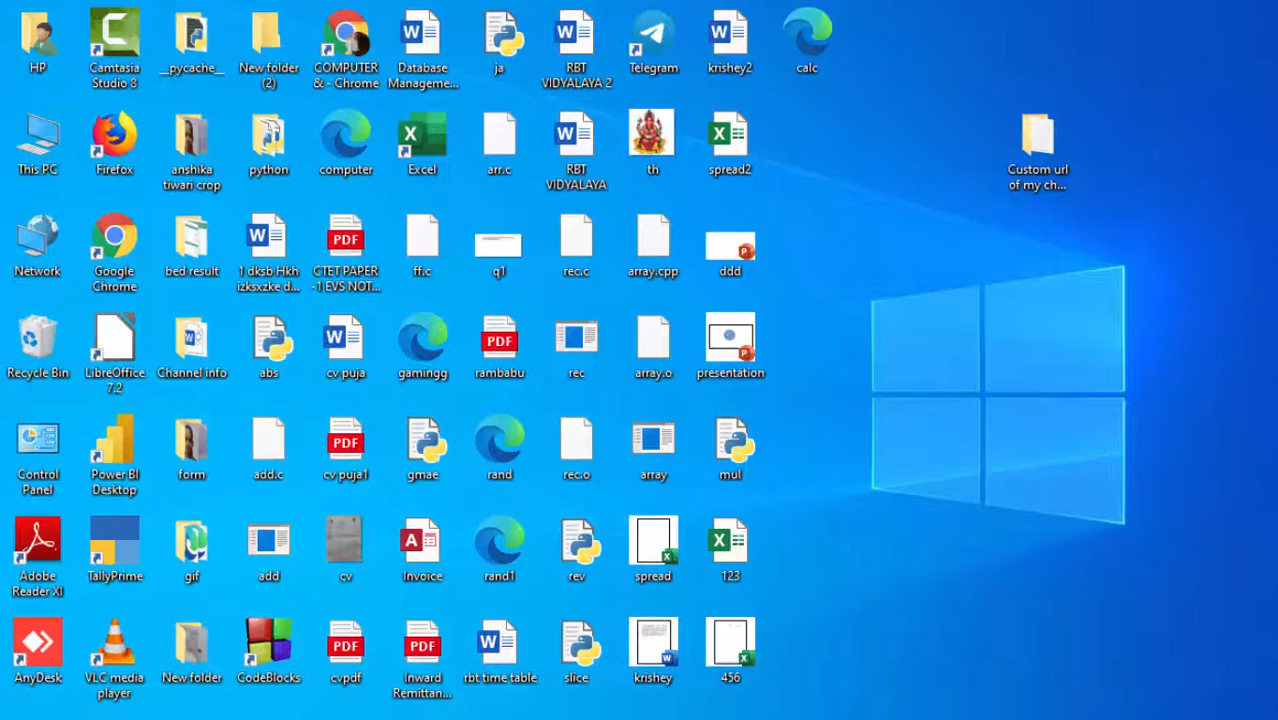 HP
Camtasia
Studio 8
__pycache__
New folder
(2)
COMPUTER
& - Chrome
Database
Manageme...
ja
RBT
VIDYALAYA 2
Telegram
krishey2
calc
This PC
Firefox
anshika
tiwari crop
python
computer
Excel
arr.c
RBT
VIDYALAYA
th
spread2
Custom url
of my ch...
Network
Google
Chrome
bed result
1 dksb Hkh
izksxzke d...
PDF
CTET PAPER
-1 EVS NOT...
ff.c
q1
rec.c
array.cpp
ddd
Recycle Bin
LibreOffice
7.2
Channel info
abs
cv puja
gamingg
PDF
rambabu
rec
array.o
presentation
Control
Panel
Power BI
Desktop
form
add.c
PDF
cv puja1
gmae
rand
rec.o
array
mul
Adobe
Reader XI
TallyPrime
gif
add
cv
Invoice
rand1
rev
spread
123
AnyDesk
VLC media
player
New folder
CodeBlocks
PDF
cvpdf
PDF
Inward
Remittan...
rbt time table
slice
krishey
456